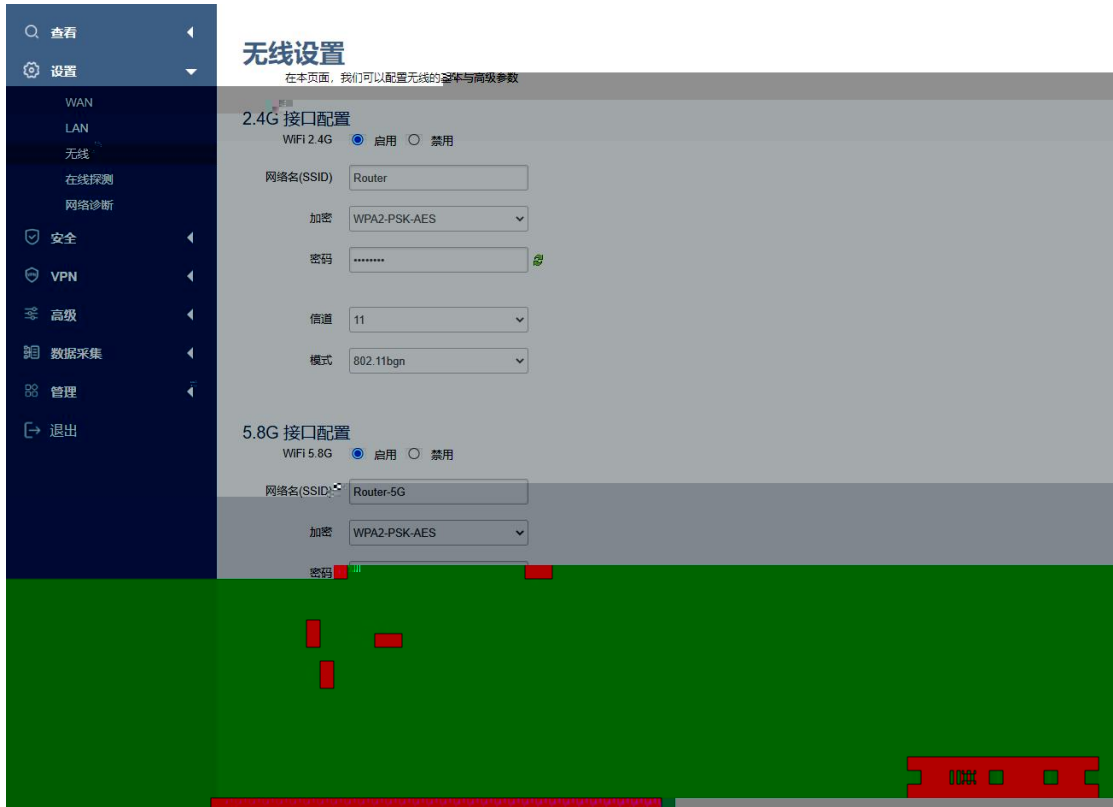 查看
设置
WAN
LAN
无线
在线探测
网络诊断
安全
VPN
高级
数据采集
管理
退出
无线设置
在本页面，我们可以配置无线的基本与高级参数
2.4G 接口配置
WiFi 2.4G 启用 禁用
网络名(SSID) Router
加密 WPA2-PSK-AES
密码 ········
信道 11
模式 802.11bgn
5.8G 接口配置
WiFi 5.8G 启用 禁用
网络名(SSID) Router-5G
加密 WPA2-PSK-AES
密码